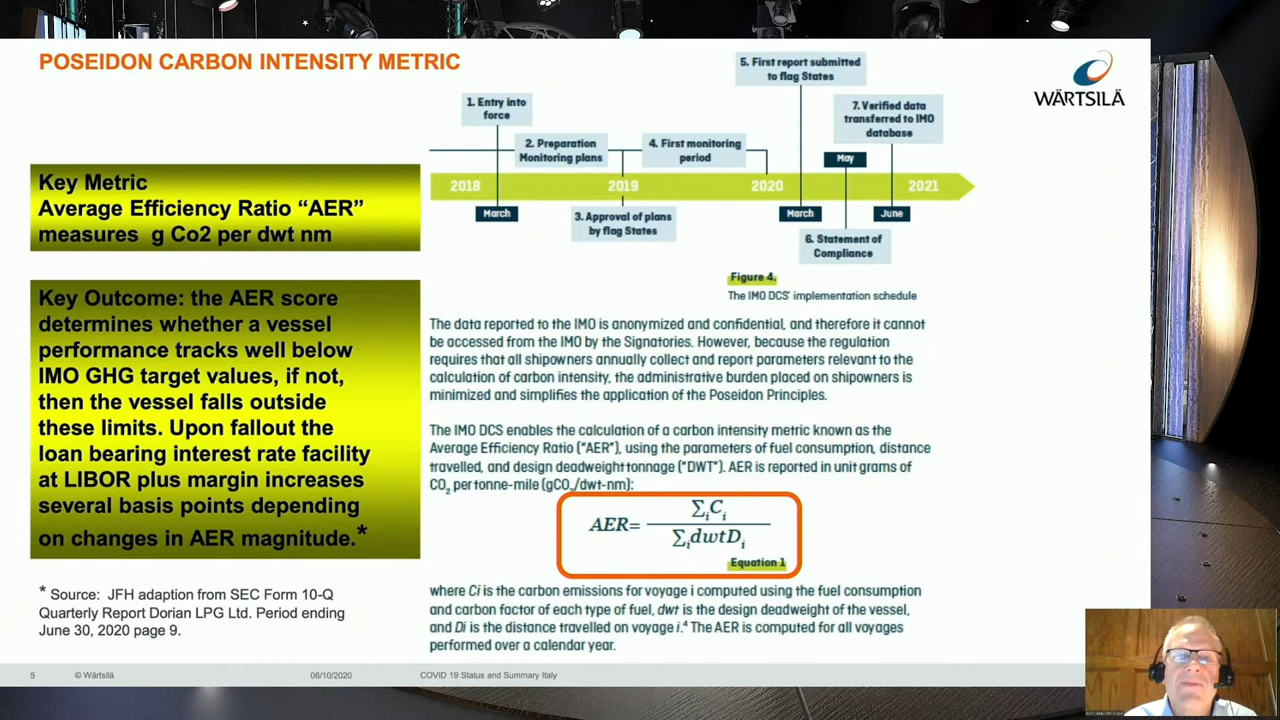 POSEIDON CARBON INTENSITY METRIC
WÄRTSILÄ
Key Metric
Average Efficiency Ratio “AER”
measures g Co2 per dwt nm
Key Outcome: the AER score
determines whether a vessel
performance tracks well below
IMO GHG target values, if not,
then the vessel falls outside
these limits. Upon fallout the
loan bearing interest rate facility
at LIBOR plus margin increases
several basis points depending
on changes in AER magnitude.*
* Source: JFH adaption from SEC Form 10-Q
Quarterly Report Dorian LPG Ltd. Period ending
June 30, 2020 page 9.
1. Entry into
force
2. Preparation
Monitoring plans
4. First monitoring
period
5. First report submitted
to flag States
7. Verified data
transferred to IMO
database
May
2018
2019
2020
2021
March
3. Approval of plans
by flag States
March
June
6. Statement of
Compliance
Figure 4.
The IMO DCS' implementation schedule
The data reported to the IMO is anonymized and confidential, and therefore it cannot
be accessed from the IMO by the Signatories. However, because the regulation
requires that all shipowners annually collect and report parameters relevant to the
calculation of carbon intensity, the administrative burden placed on shipowners is
minimized and simplifies the application of the Poseidon Principles.
The IMO DCS enables the calculation of a carbon intensity metric known as the
Average Efficiency Ratio ("AER"), using the parameters of fuel consumption, distance
travelled, and design deadweight tonnage ("DWT"). AER is reported in unit grams of
CO₂ per tonne-mile (gCO₂/dwt-nm):
AER= ∑ᵢCᵢ / ∑ᵢdwtDᵢ
Equation 1
where Ci is the carbon emissions for voyage i computed using the fuel consumption
and carbon factor of each type of fuel, dwt is the design deadweight of the vessel,
and Di is the distance travelled on voyage i.⁴ The AER is computed for all voyages
performed over a calendar year.
5
© Wärtsilä
06/10/2020
COVID 19 Status and Summary Italy